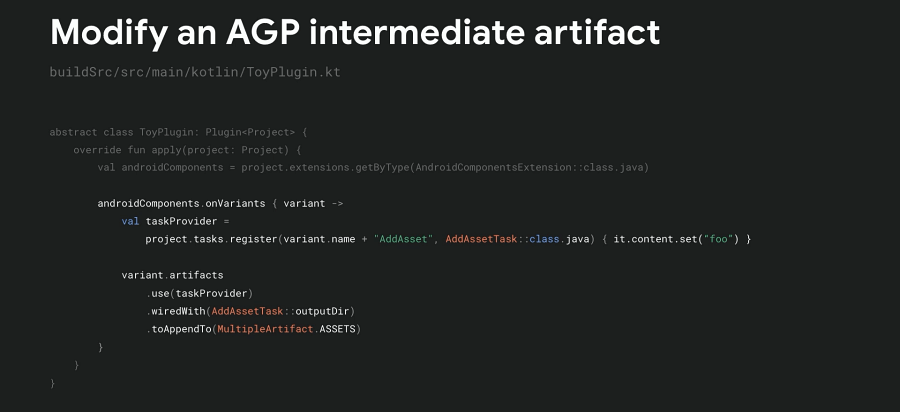 Modify an AGP intermediate artifact
buildSrc/src/main/kotlin/ToyPlugin.kt
abstract class ToyPlugin: Plugin<Project> {
override fun apply(project: Project) {
val androidComponents = project.extensions.getByType(AndroidComponentsExtension::class.java)
androidComponents.onVariants { variant ->
val taskProvider =
project.tasks.register(variant.name + "AddAsset", AddAssetTask::class.java) { it.content.set("foo") }
variant.artifacts
.use(taskProvider)
.wiredWith(AddAssetTask::outputDir)
.toAppendTo(MultipleArtifact.ASSETS)
}
}
}